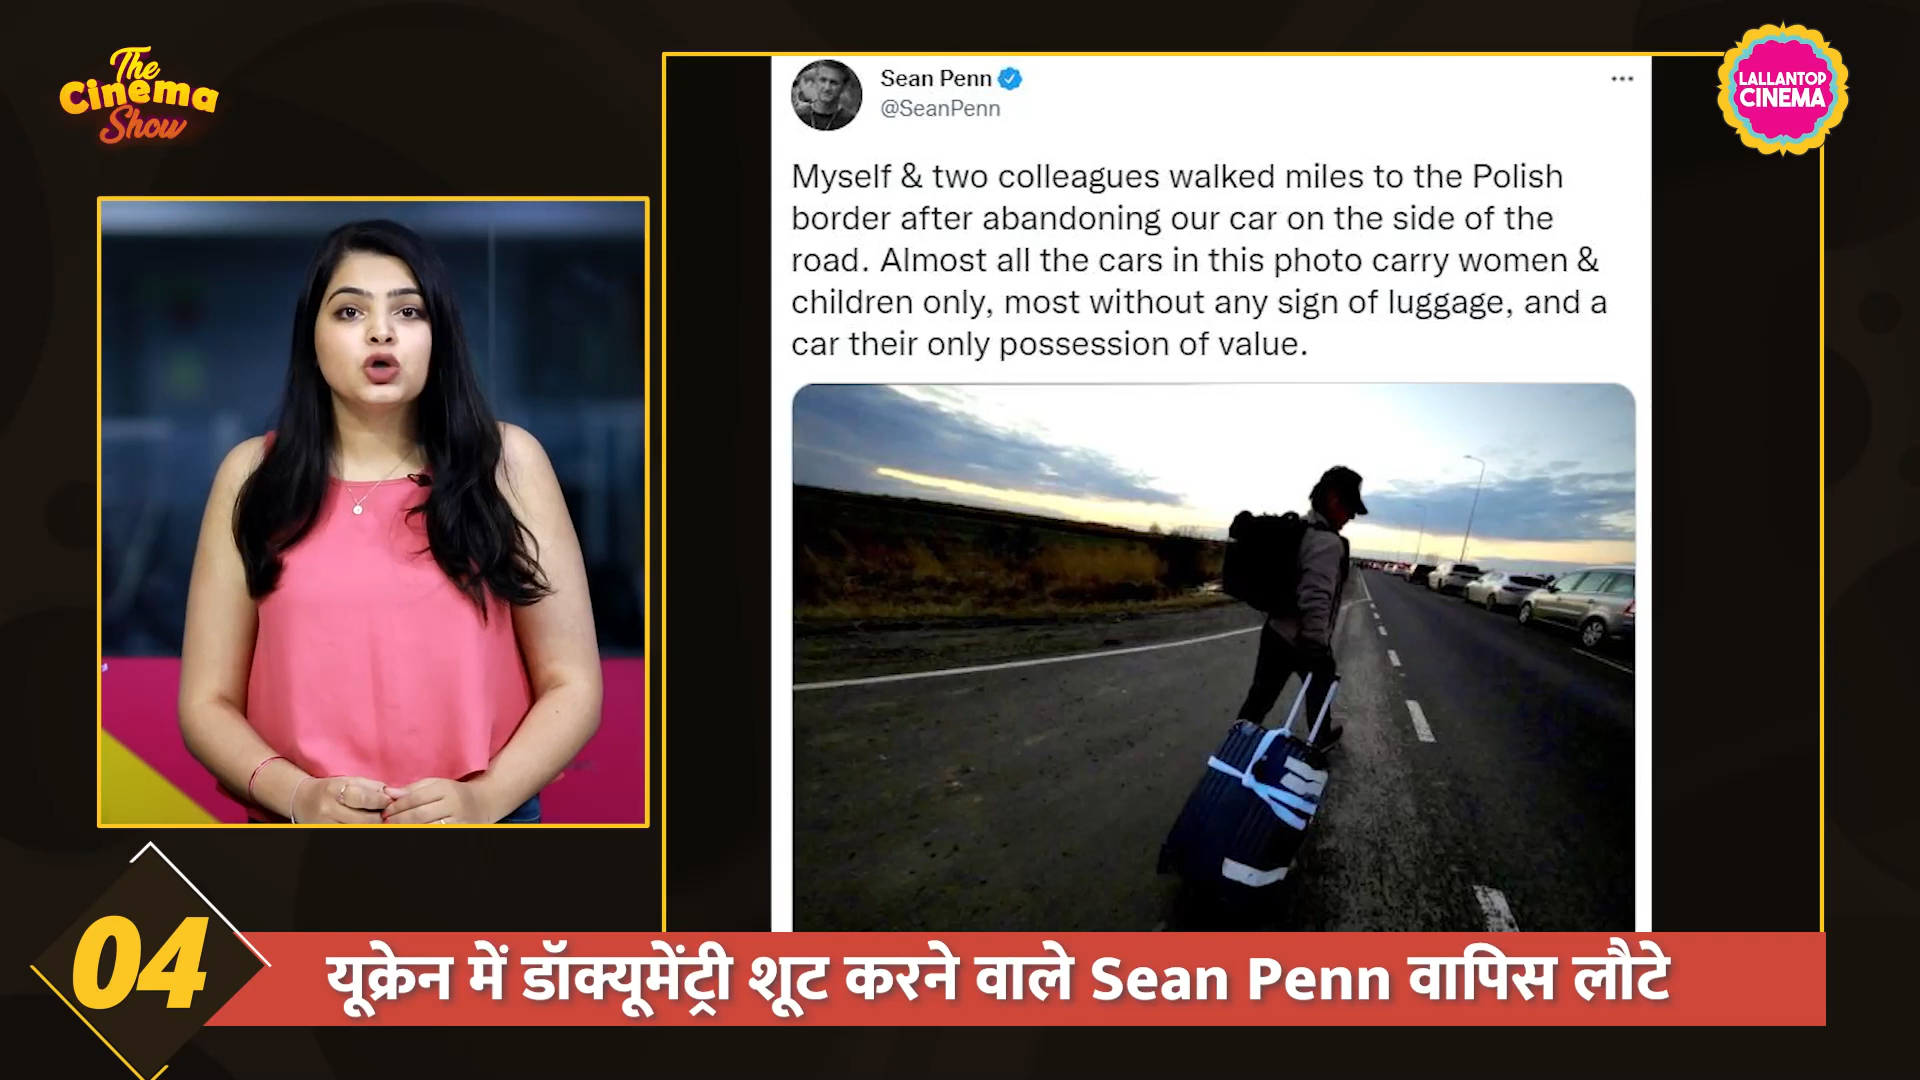 The
Cinema
Show
LALLANTOP
CINEMA
Sean Penn
@SeanPenn
Myself & two colleagues walked miles to the Polish
border after abandoning our car on the side of the
road. Almost all the cars in this photo carry women &
children only, most without any sign of luggage, and a
car their only possession of value.
04
यूक्रेन में डॉक्यूमेंट्री शूट करने वाले Sean Penn वापिस लौटे